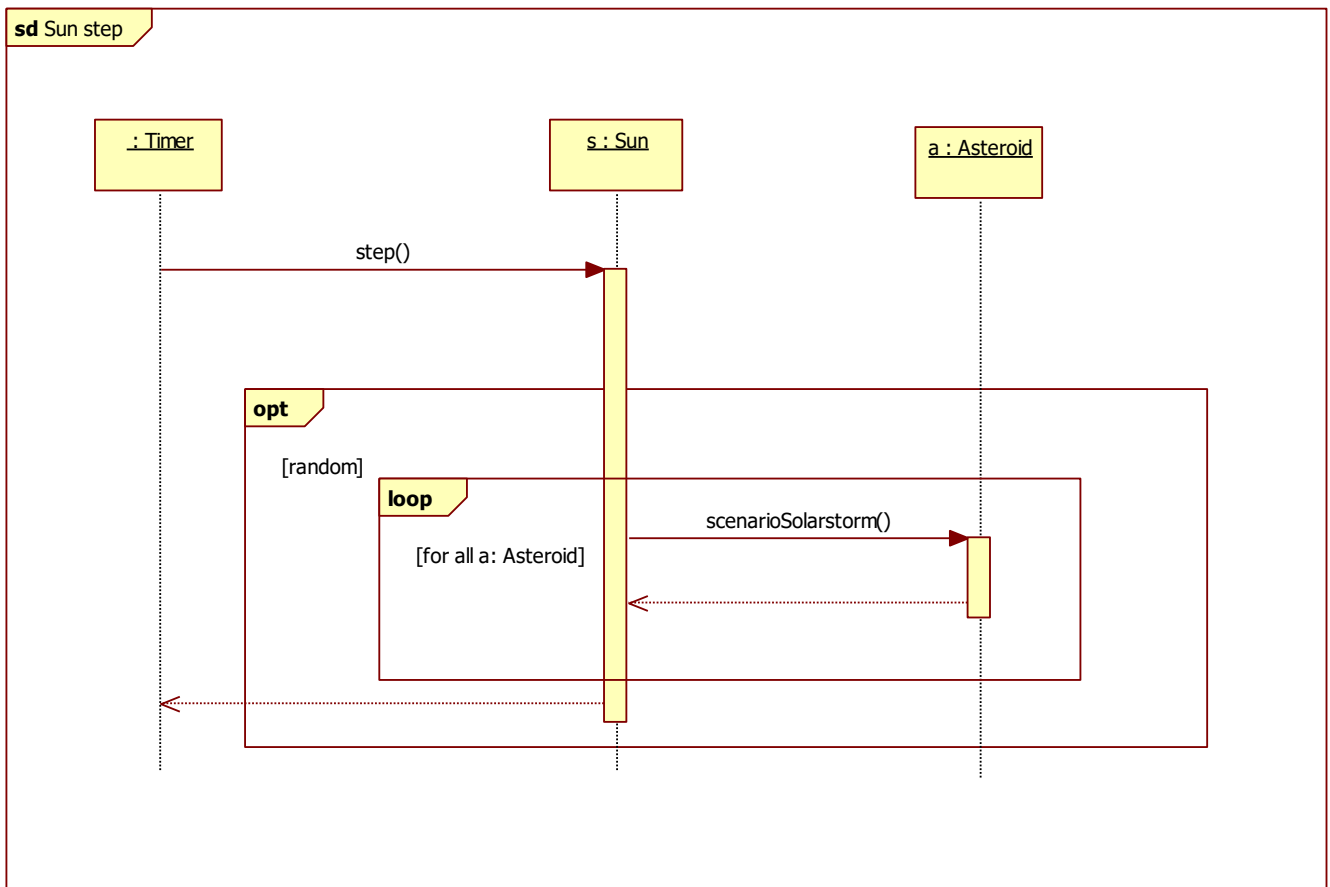 sd Sun step
: Timer
s : Sun
a : Asteroid
step()
opt
[random]
loop
scenarioSolarstorm()
[for all a: Asteroid]